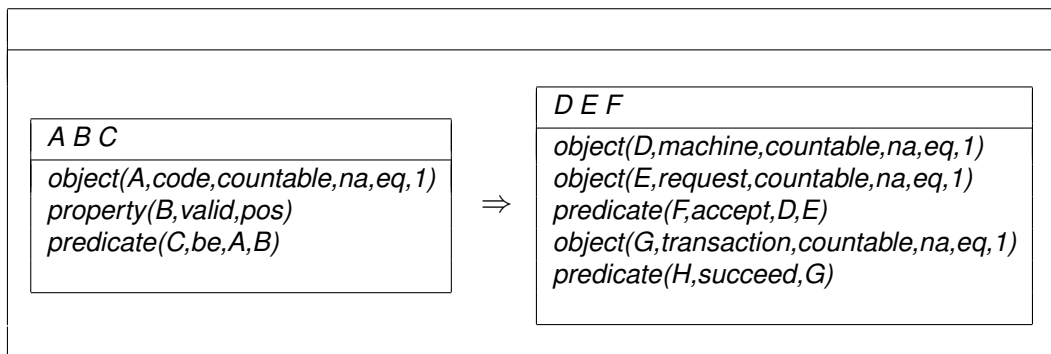 A B C
object(A,code,countable,na,eq,1)
property(B,valid,pos)
predicate(C,be,A,B)
⇒
D E F
object(D,machine,countable,na,eq,1)
object(E,request,countable,na,eq,1)
predicate(F,accept,D,E)
object(G,transaction,countable,na,eq,1)
predicate(H,succeed,G)